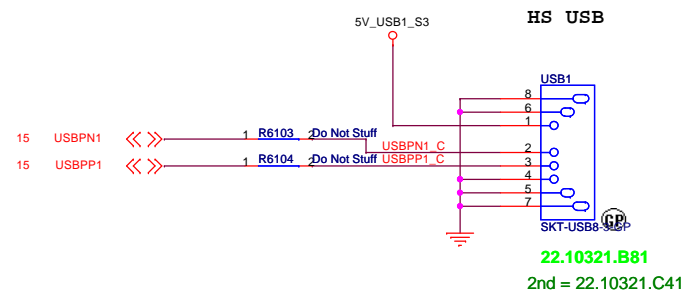 HS USB
5V_USB1_S3
USB1
8
6
1
15 USBPN1 1 R6103 2 Do Not Stuff
USBPN1_C 2
15 USBPP1 1 R6104 2 Do Not Stuff USBPP1_C 3
4
5
7
GP
SKT-USB8-
22.10321.B81
2nd = 22.10321.C41